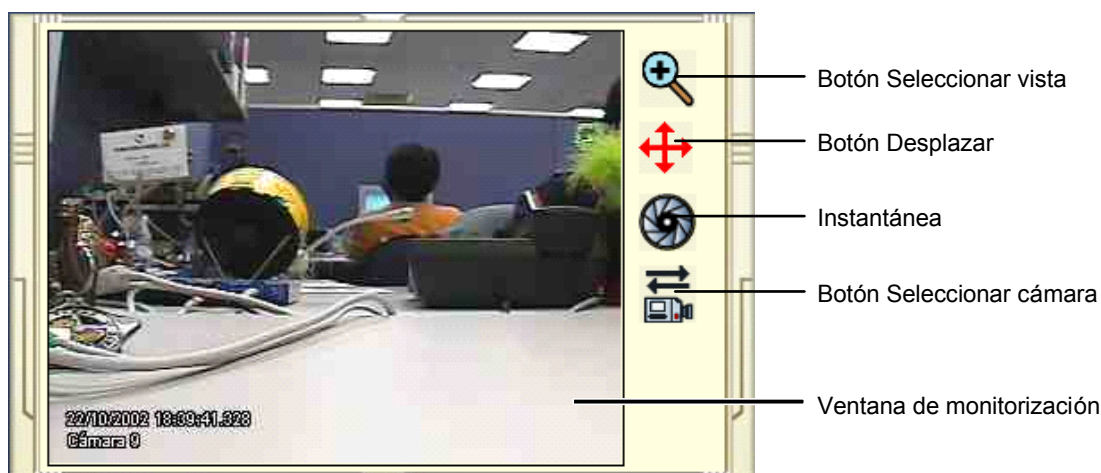 Botón Seleccionar vista
Botón Desplazar
Instantánea
Botón Seleccionar cámara
Ventana de monitorización
22/10/2002 18:39:41.328
Cámara 9